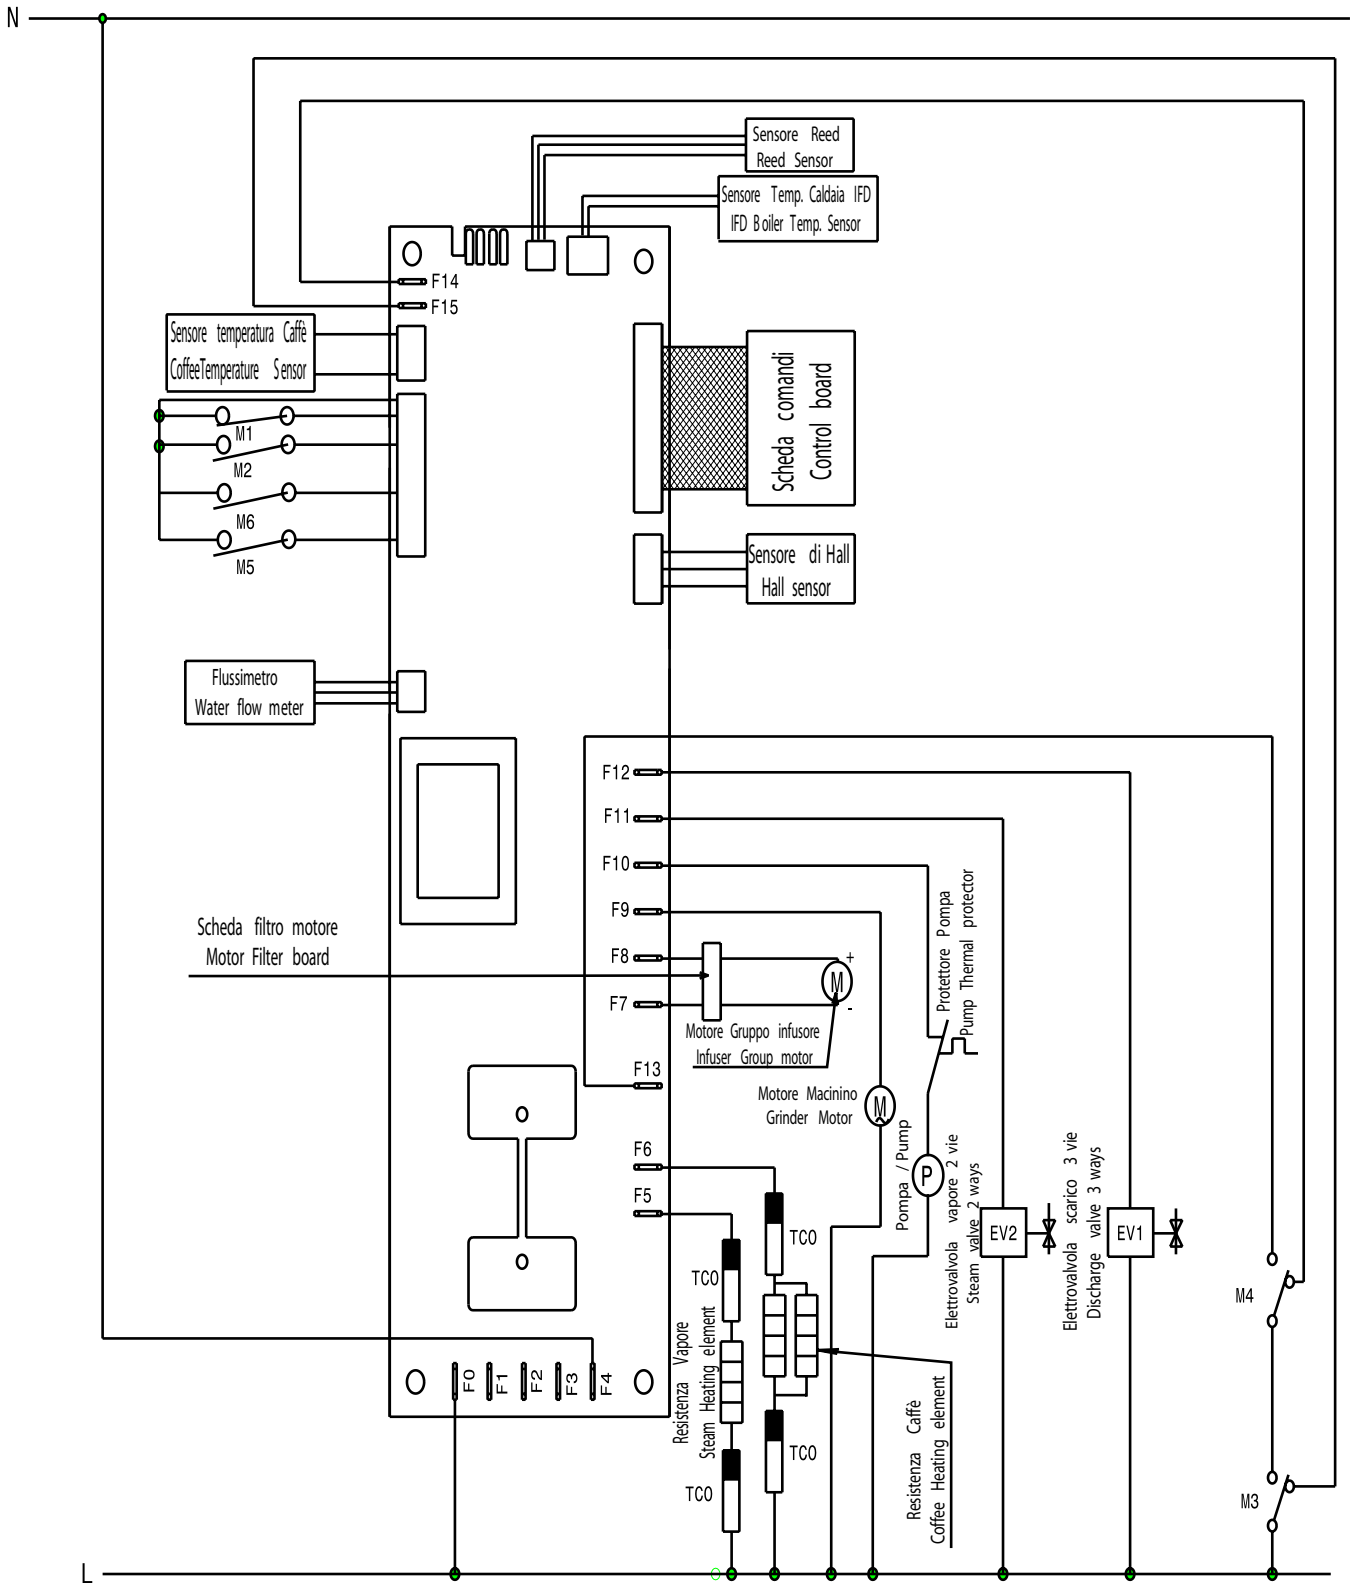 N
Sensore Reed
Reed Sensor
Sensore Temp. Caldaia IFD
IFD Boiler Temp. Sensor
F14
F15
Sensore temperatura Caffè
CoffeeTemperature Sensor
M1
M2
M6
M5
Scheda comandi
Control board
Sensore di Hall
Hall sensor
Flussimetro
Water flow meter
F12
F11
F10
F9
Scheda filtro motore
Motor Filter board
F8
F7
+
M
-
Motore Gruppo infusore
Infuser Group motor
Protettore Pompa
Pump Thermal protector
F13
Motore Macinino
Grinder Motor
M
Pompa / Pump
P
F6
F5
Elettrovalvola vapore 2 vie
Steam valve 2 ways
EV2
Elettrovalvola scarico 3 vie
Discharge valve 3 ways
EV1
TCO
TCO
M4
Resistenza Vapore
Steam Heating element
F0
F1
F2
F3
F4
TCO
TCO
Resistenza Caffè
Coffee Heating element
M3
L